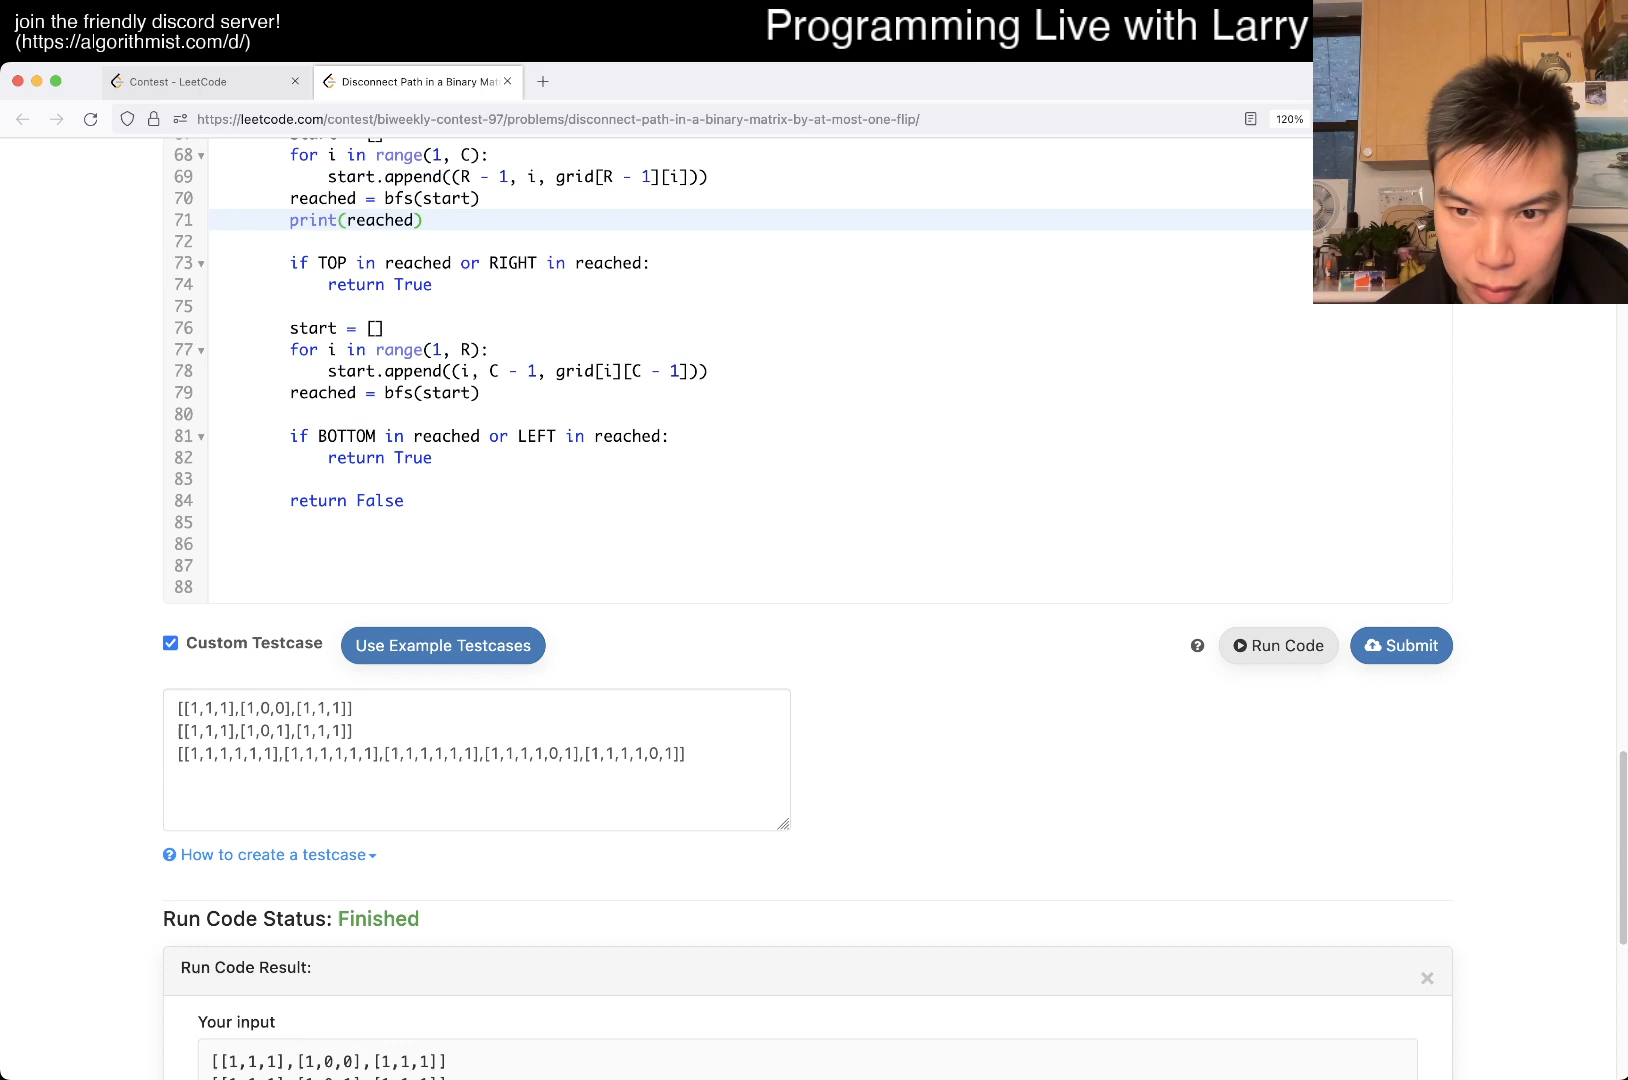 join the friendly discord server!
(https://algorithmist.com/d/)
Programming Live with Larry
Contest - LeetCode
Disconnect Path in a Binary Mat
https://leetcode.com/contest/biweekly-contest-97/problems/disconnect-path-in-a-binary-matrix-by-at-most-one-flip/
120%
68 for i in range(1, C):
69 start.append((R - 1, i, grid[R - 1][i]))
70 reached = bfs(start)
71 print(reached)
72
73 if TOP in reached or RIGHT in reached:
74 return True
75
76 start = []
77 for i in range(1, R):
78 start.append((i, C - 1, grid[i][C - 1]))
79 reached = bfs(start)
80
81 if BOTTOM in reached or LEFT in reached:
82 return True
83
84 return False
85
86
87
88
Custom Testcase
Use Example Testcases
Run Code
Submit
[[1,1,1],[1,0,0],[1,1,1]]
[[1,1,1],[1,0,1],[1,1,1]]
[[1,1,1,1,1,1],[1,1,1,1,1,1],[1,1,1,1,1,1],[1,1,1,1,0,1],[1,1,1,1,0,1]]
How to create a testcase
Run Code Status: Finished
Run Code Result:
Your input
[[1,1,1],[1,0,0],[1,1,1]]